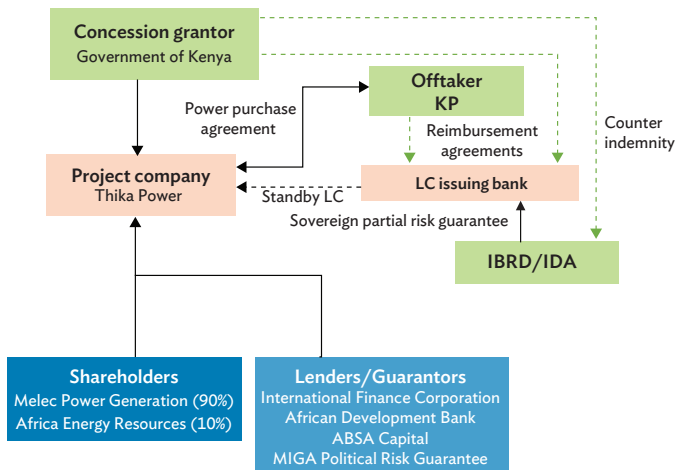 Concession grantor
Government of Kenya
Offtaker
KP
Power purchase
agreement
Counter
indemnity
Reimbursement
agreements
Project company
Thika Power
LC issuing bank
Standby LC
Sovereign partial risk guarantee
IBRD/IDA
Shareholders
Melec Power Generation (90%)
Africa Energy Resources (10%)
Lenders/Guarantors
International Finance Corporation
African Development Bank
ABSA Capital
MIGA Political Risk Guarantee